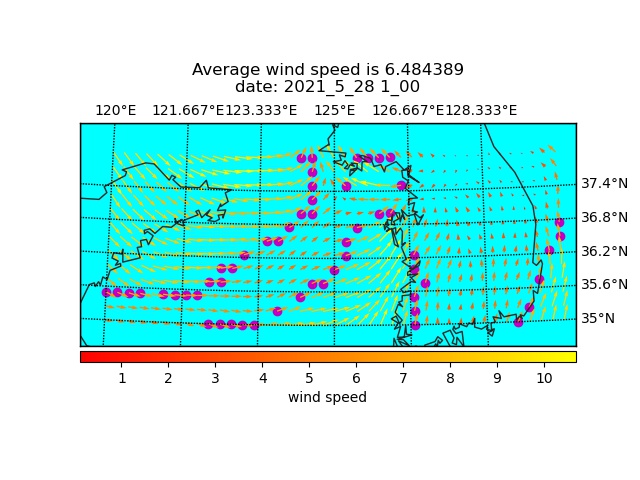 Average wind speed is 6.484389
date: 2021_5_28 1_00
120°E 121.667°E 123.333°E 125°E 126.667°E 128.333°E
37.4°N
36.8°N
36.2°N
35.6°N
35°N
1 2 3 4 5 6 7 8 9 10
wind speed